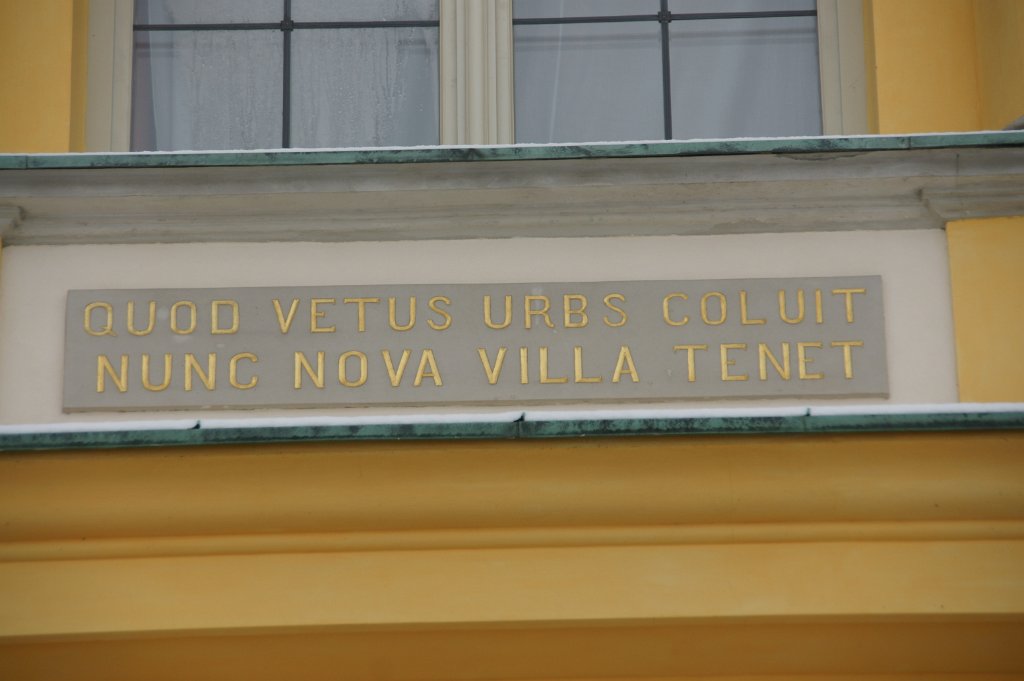 QUOD VETUS URBS COLUIT
NUNC NOVA VILLA TENET